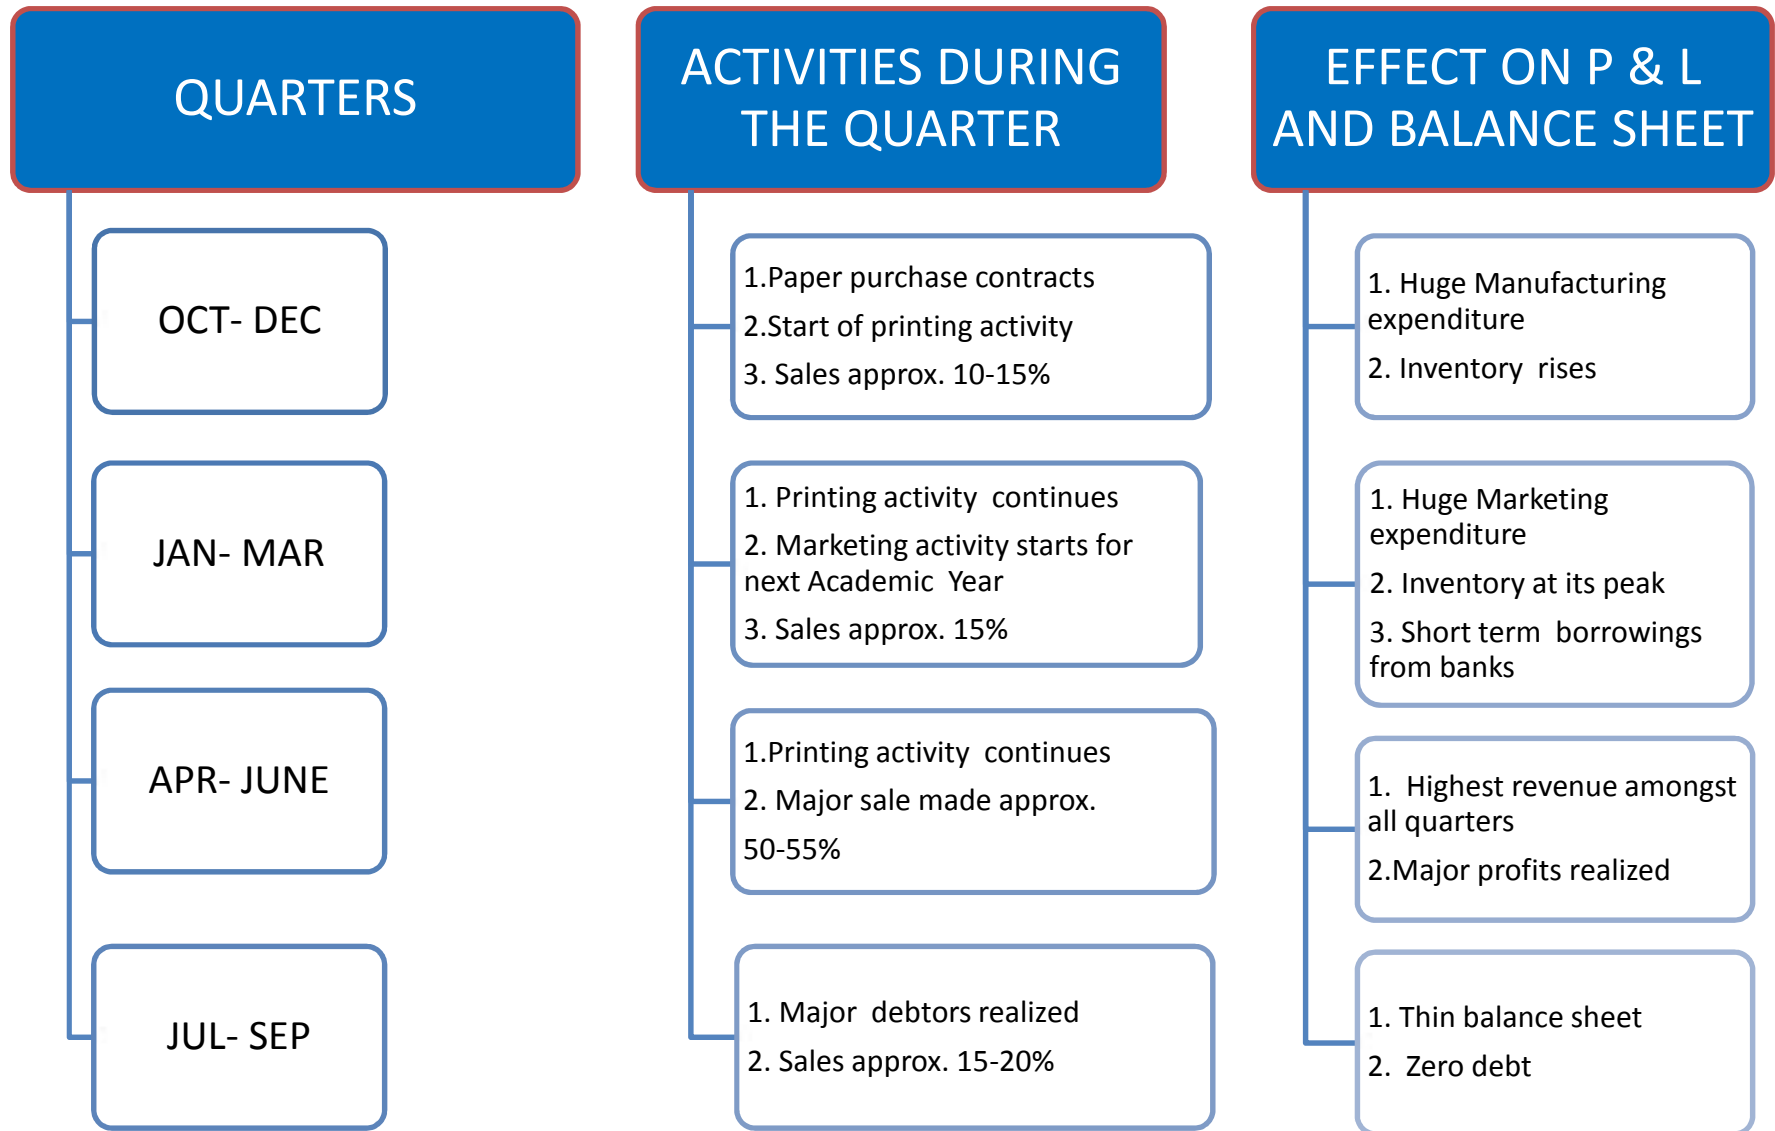 QUARTERS
OCT- DEC
JAN- MAR
APR- JUNE
JUL- SEP
ACTIVITIES DURING
THE QUARTER
1.Paper purchase contracts
2.Start of printing activity
3. Sales approx. 10-15%
1. Printing activity continues
2. Marketing activity starts for
next Academic Year
3. Sales approx. 15%
1.Printing activity continues
2. Major sale made approx.
50-55%
1. Major debtors realized
2. Sales approx. 15-20%
EFFECT ON P & L
AND BALANCE SHEET
1. Huge Manufacturing
expenditure
2. Inventory rises
1. Huge Marketing
expenditure
2. Inventory at its peak
3. Short term borrowings
from banks
1. Highest revenue amongst
all quarters
2.Major profits realized
1. Thin balance sheet
2. Zero debt